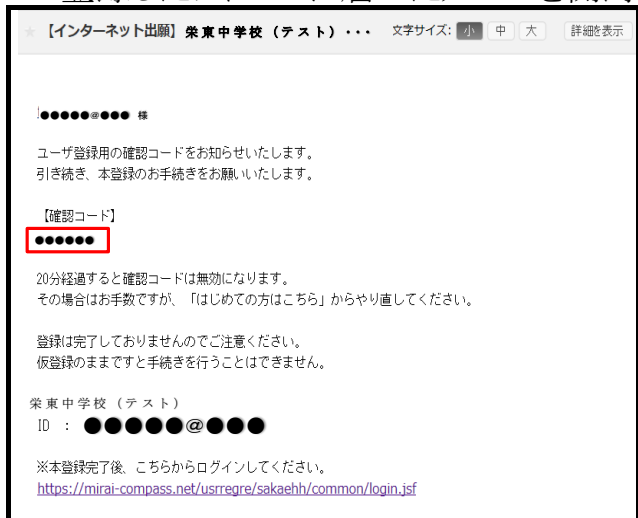 ★ 【インターネット出願】栄東中学校（テスト）・・・ 文字サイズ: 小 中 大 詳細を表示
●●●●●@●●● 様
ユーザ登録用の確認コードをお知らせいたします。
引き続き、本登録のお手続きをお願いいたします。
【確認コード】
●●●●●●
20分経過すると確認コードは無効になります。
その場合はお手数ですが、「はじめての方はこちら」からやり直してください。
登録は完了しておりませんのでご注意ください。
仮登録のままですと手続きを行うことはできません。
栄東中学校（テスト）
ID ： ●●●●●@●●●
※本登録完了後、こちらからログインしてください。
https://mirai-compass.net/usrregre/sakaehh/common/login.jsf